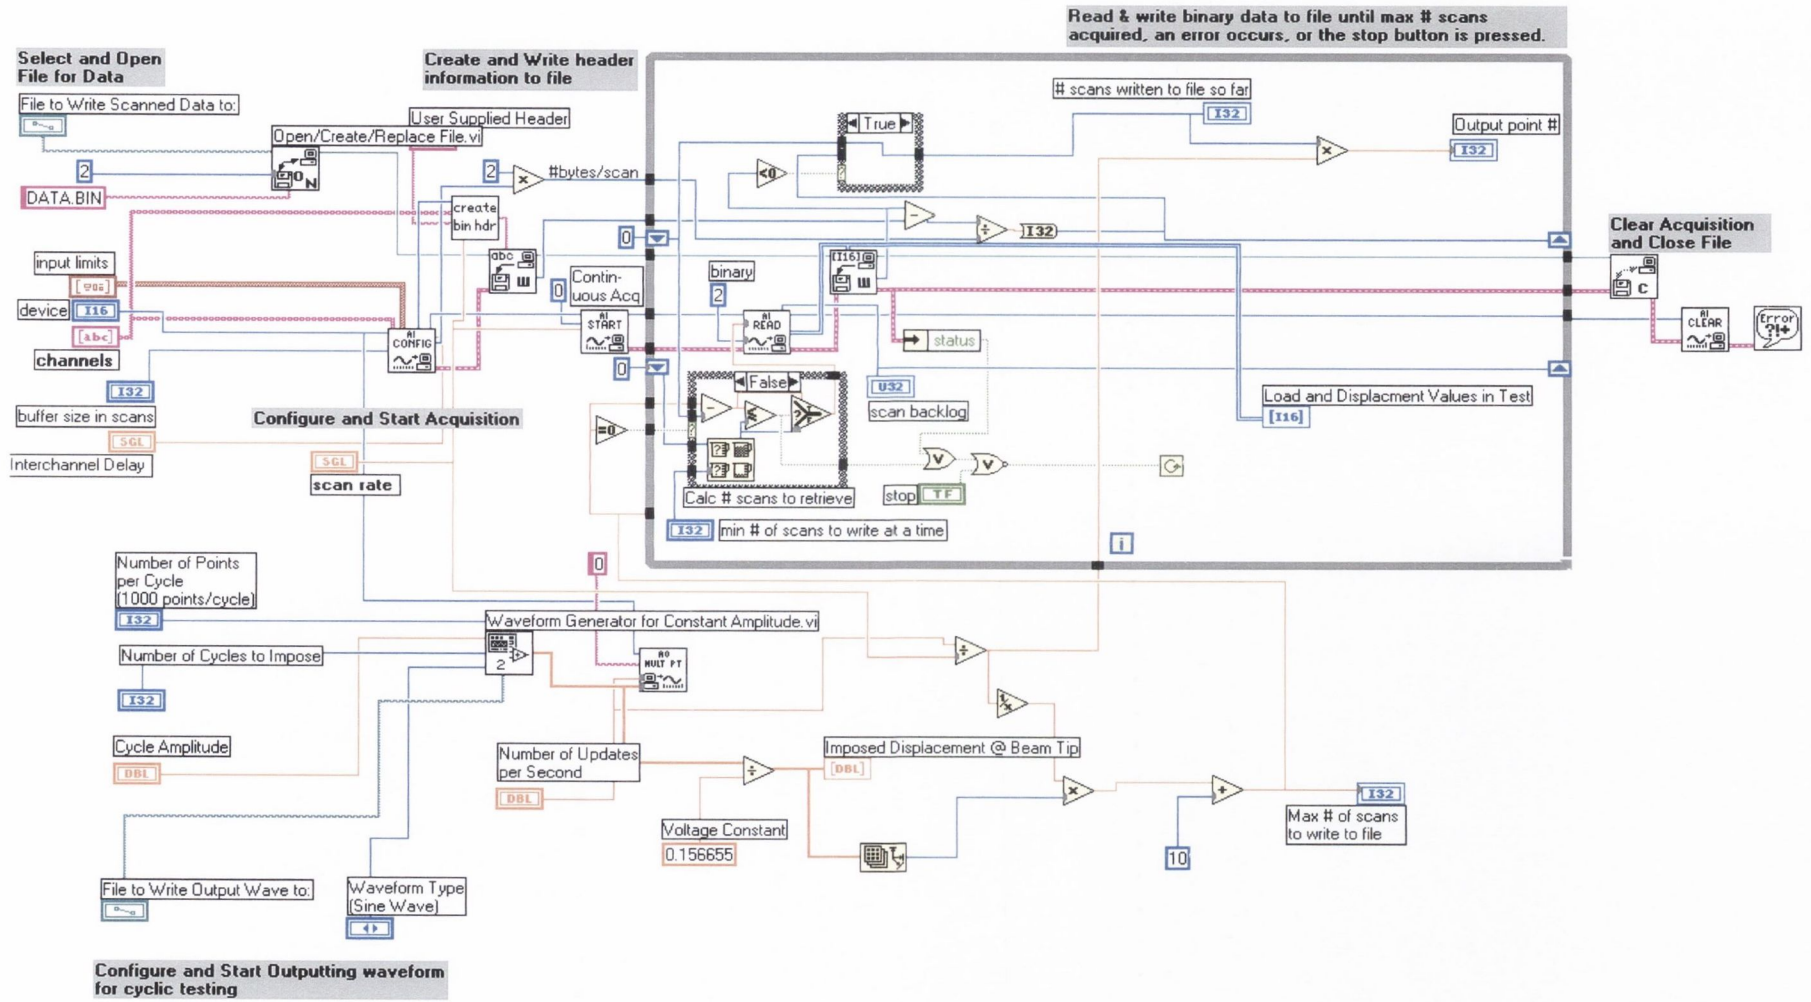 Read & write binary data to file until max # scans
acquired, an error occurs, or the stop button is pressed.
Select and Open
File for Data
Create and Write header
information to file
File to Write Scanned Data to:
User Supplied Header
Open/Create/Replace File.vi
2
DATA.BIN
ON
2
×
#bytes/scan
create
bin hdr
abc
W
# scans written to file so far
I32
True
<0
×
Output point #
I32
-
÷
I32
0
Clear Acquisition
and Close File
C
input limits
device
I16
[abc]
channels
AI
CONFIG
I32
buffer size in scans
SGL
Interchannel Delay
Configure and Start Acquisition
SGL
scan rate
Contin-
uous Acq
0
AI
START
0
binary
2
AI
READ
[I16]
W
status
U32
scan backlog
Load and Displacment Values in Test
[I16]
AI
CLEAR
Error
?!+
False
=0
-
≤
?
Calc # scans to retrieve
V
V
stop
TF
I32
min # of scans to write at a time
i
Number of Points
per Cycle
(1000 points/cycle)
I32
0
Waveform Generator for Constant Amplitude.vi
2
Number of Cycles to Impose
I32
AO
MULT PT
÷
1/x
Cycle Amplitude
DBL
Number of Updates
per Second
DBL
÷
Imposed Displacement @ Beam Tip
[DBL]
×
+
I32
Max # of scans
to write to file
Voltage Constant
0.156655
10
File to Write Output Wave to:
Waveform Type
(Sine Wave)
Configure and Start Outputting waveform
for cyclic testing